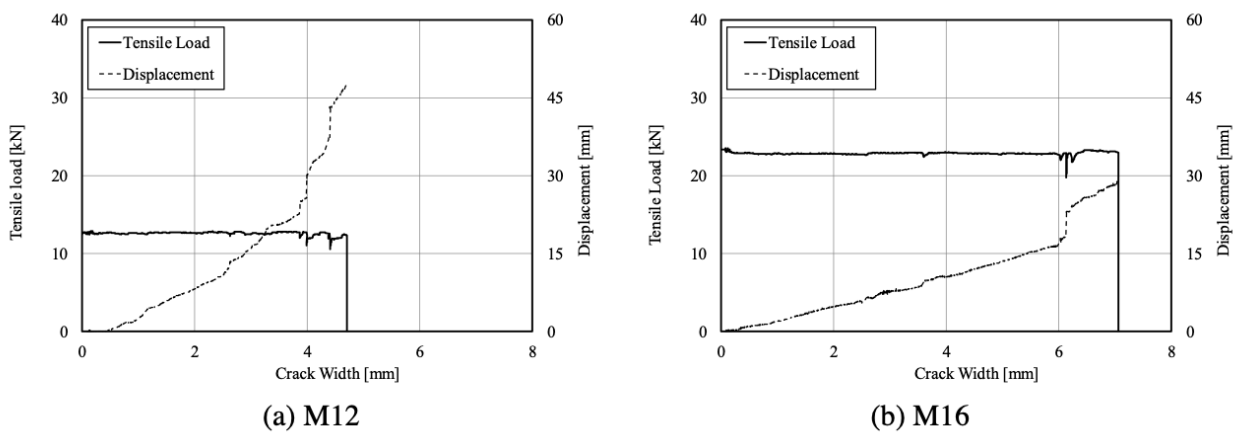 40
60
Tensile Load
Displacement
30
45
20
30
10
15
0
0
0
2
4
6
8
Tensile load [kN]
Displacement [mm]
Crack Width [mm]
(a) M12
40
60
Tensile Load
Displacement
30
45
20
30
10
15
0
0
0
2
4
6
8
Tensile Load [kN]
Displacement [mm]
Crack Width [mm]
(b) M16